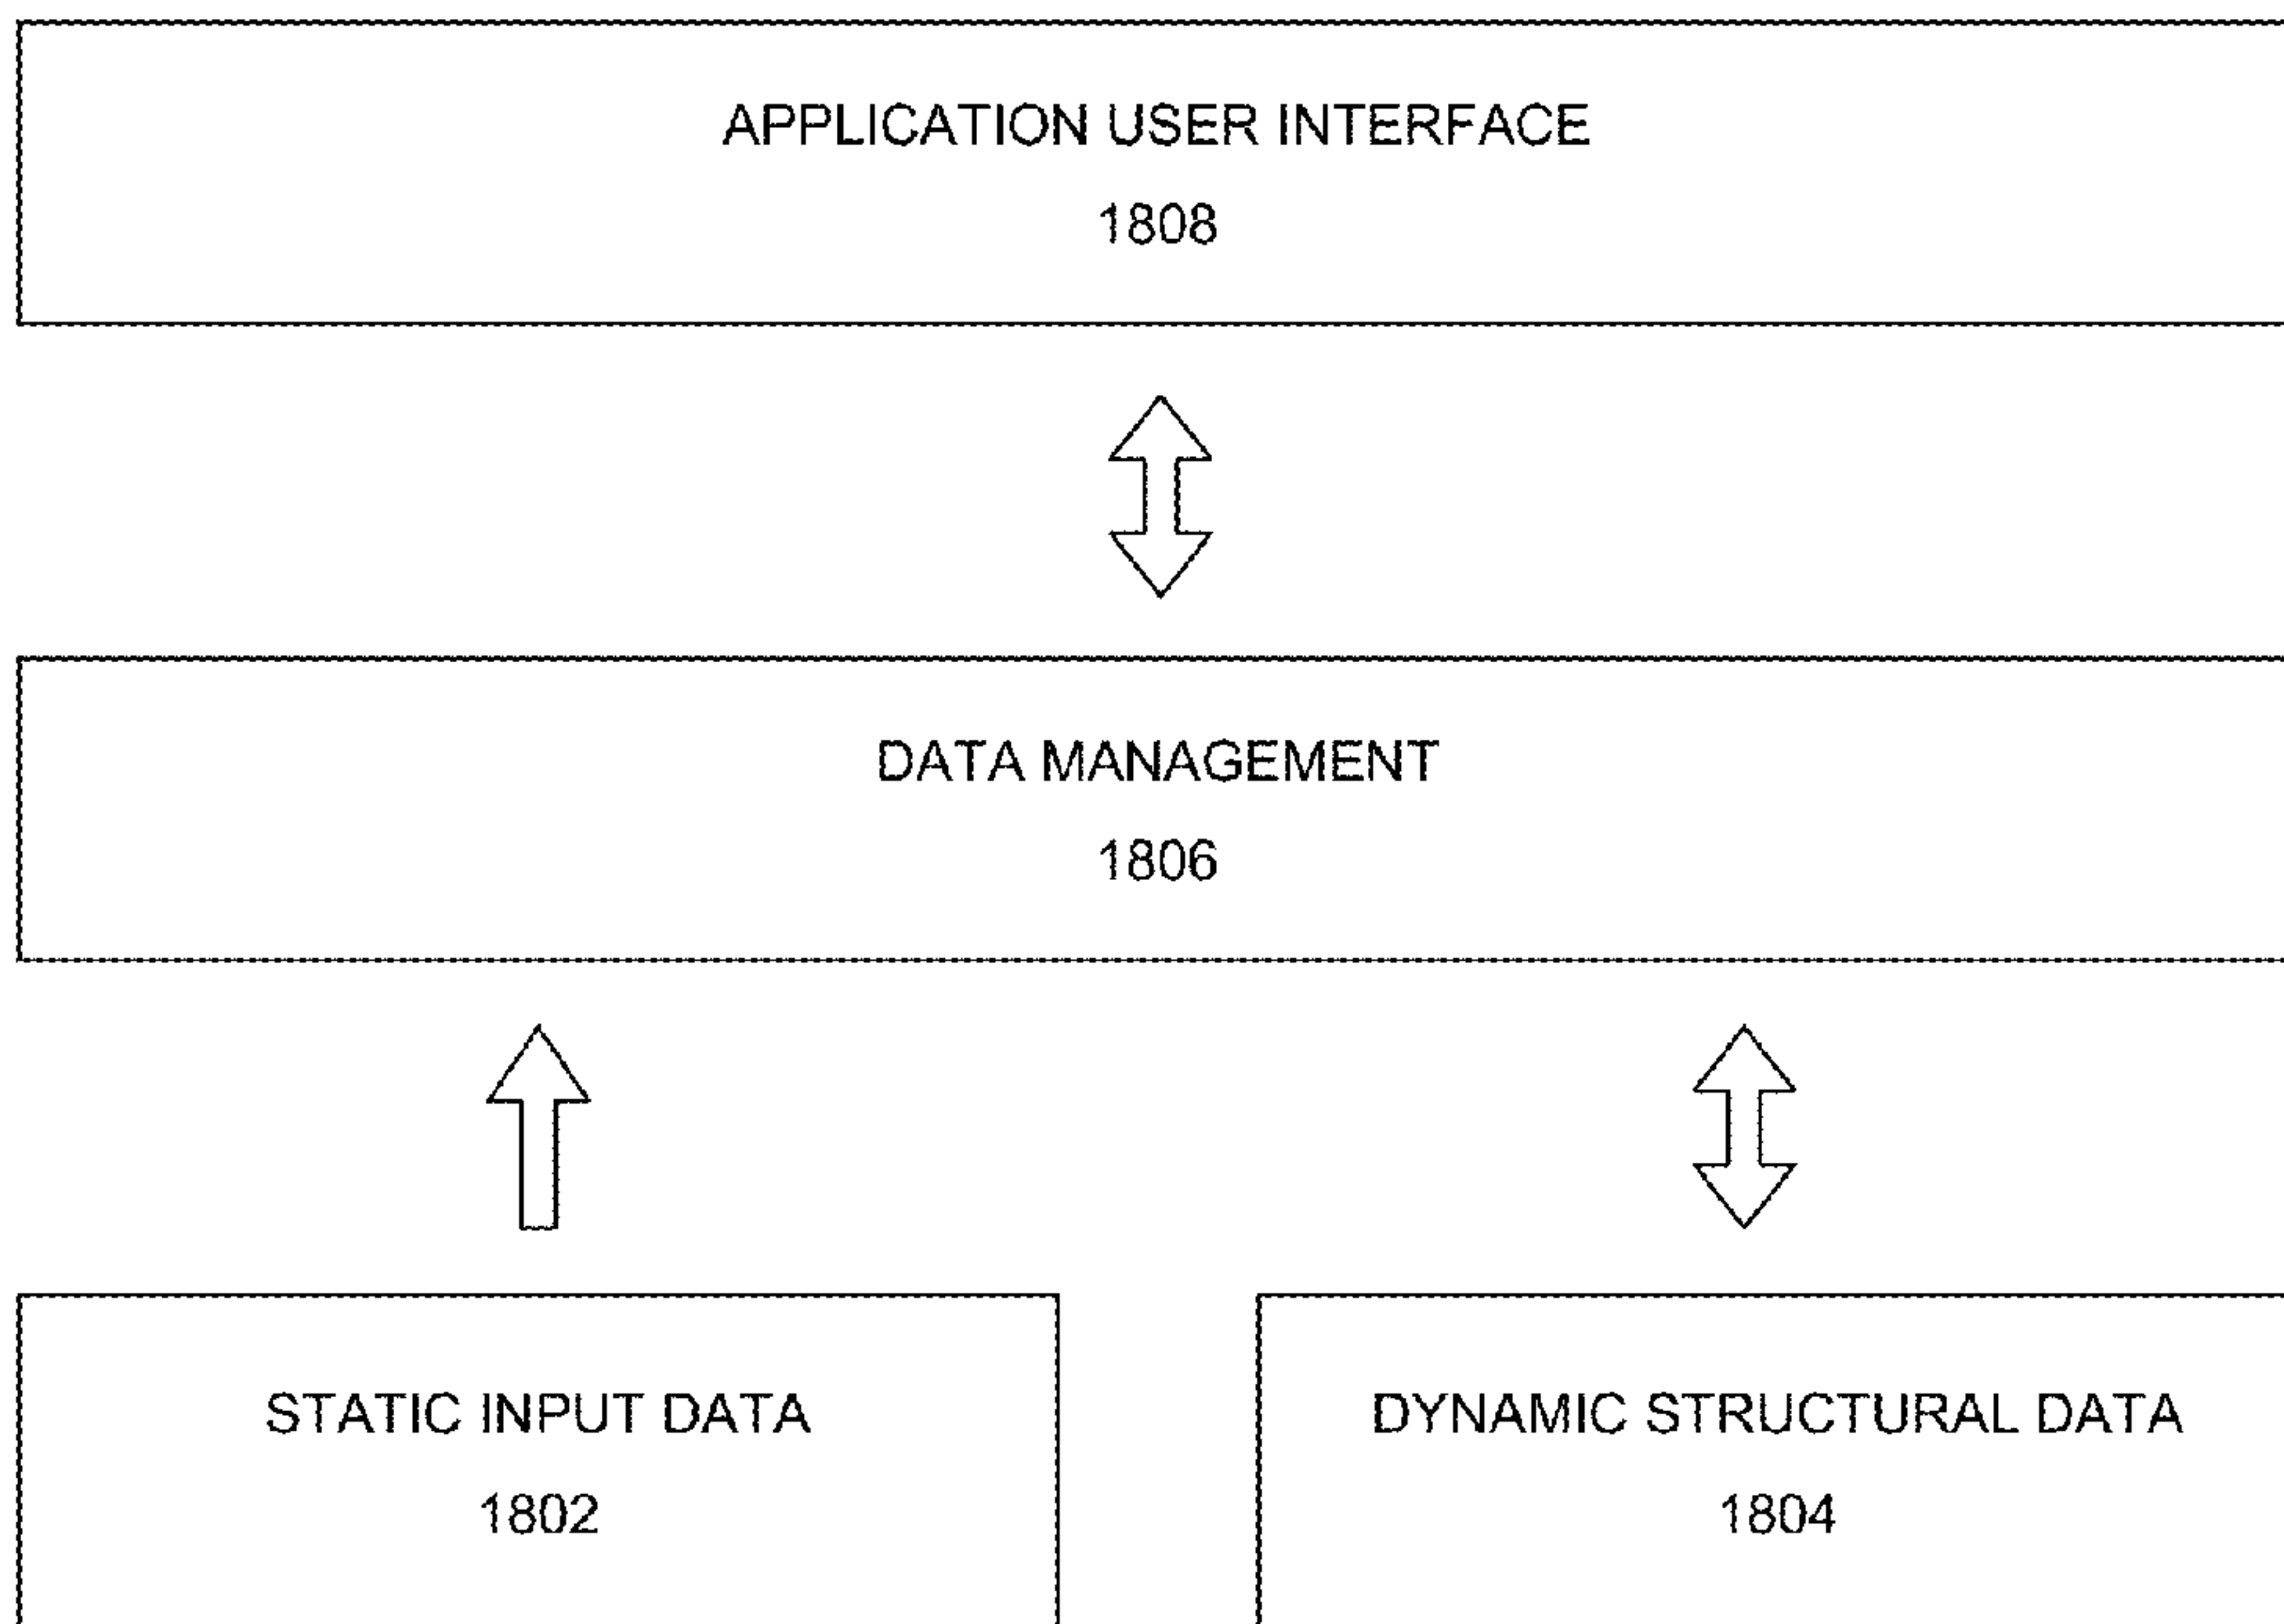 APPLICATION USER INTERFACE
1808
DATA MANAGEMENT
1806
STATIC INPUT DATA
1802
DYNAMIC STRUCTURAL DATA
1804